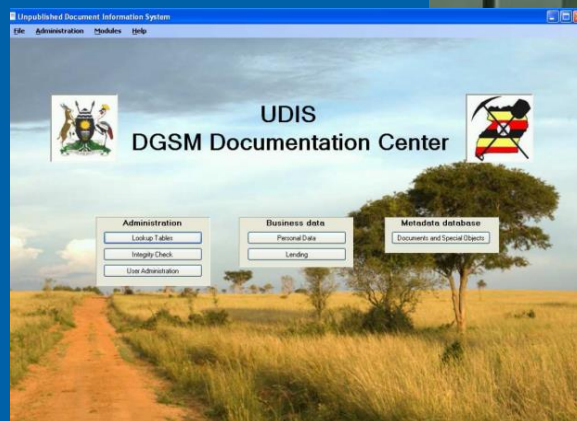 Unpublished Document Information System
File Administration Modules Help
UDIS
DGSM Documentation Center
Administration
Lookup Tables
Integrity Check
User Administration
Business data
Personal Data
Lending
Metadata database
Documents and Special Objects